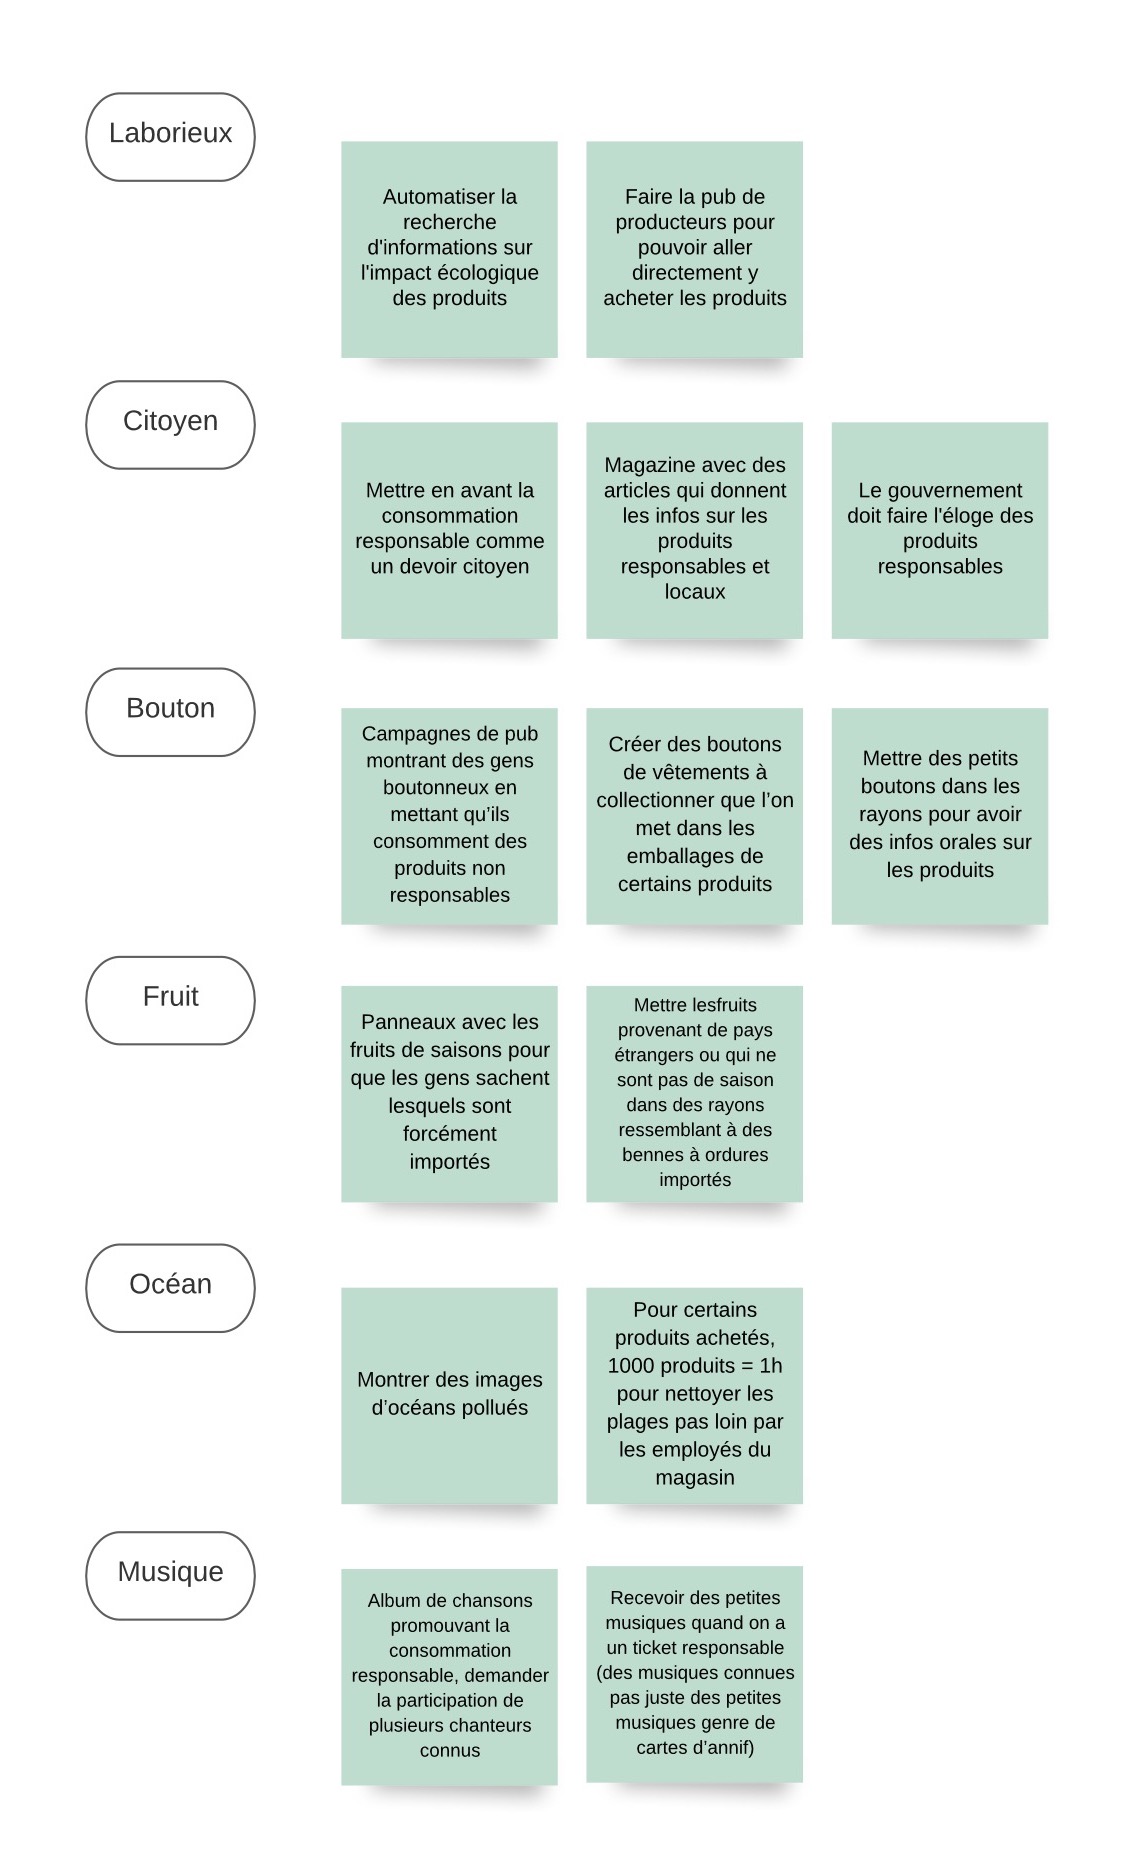 Laborieux
Automatiser la
recherche
d'informations sur
l'impact écologique
des produits
Faire la pub de
producteurs pour
pouvoir aller
directement y
acheter les produits
Citoyen
Mettre en avant la
consommation
responsable comme
un devoir citoyen
Magazine avec des
articles qui donnent
les infos sur les
produits
responsables et
locaux
Le gouvernement
doit faire l'éloge des
produits
responsables
Bouton
Campagnes de pub
montrant des gens
boutonneux en
mettant qu’ils
consomment des
produits non
responsables
Créer des boutons
de vêtements à
collectionner que l’on
met dans les
emballages de
certains produits
Mettre des petits
boutons dans les
rayons pour avoir
des infos orales sur
les produits
Fruit
Panneaux avec les
fruits de saisons pour
que les gens sachent
lesquels sont
forcément
importés
Mettre lesfruits
provenant de pays
étrangers ou qui ne
sont pas de saison
dans des rayons
ressemblant à des
bennes à ordures
importés
Océan
Montrer des images
d’océans pollués
Pour certains
produits achetés,
1000 produits = 1h
pour nettoyer les
plages pas loin par
les employés du
magasin
Musique
Album de chansons
promouvant la
consommation
responsable, demander
la participation de
plusieurs chanteurs
connus
Recevoir des petites
musiques quand on a
un ticket responsable
(des musiques connues
pas juste des petites
musiques genre de
cartes d’annif)